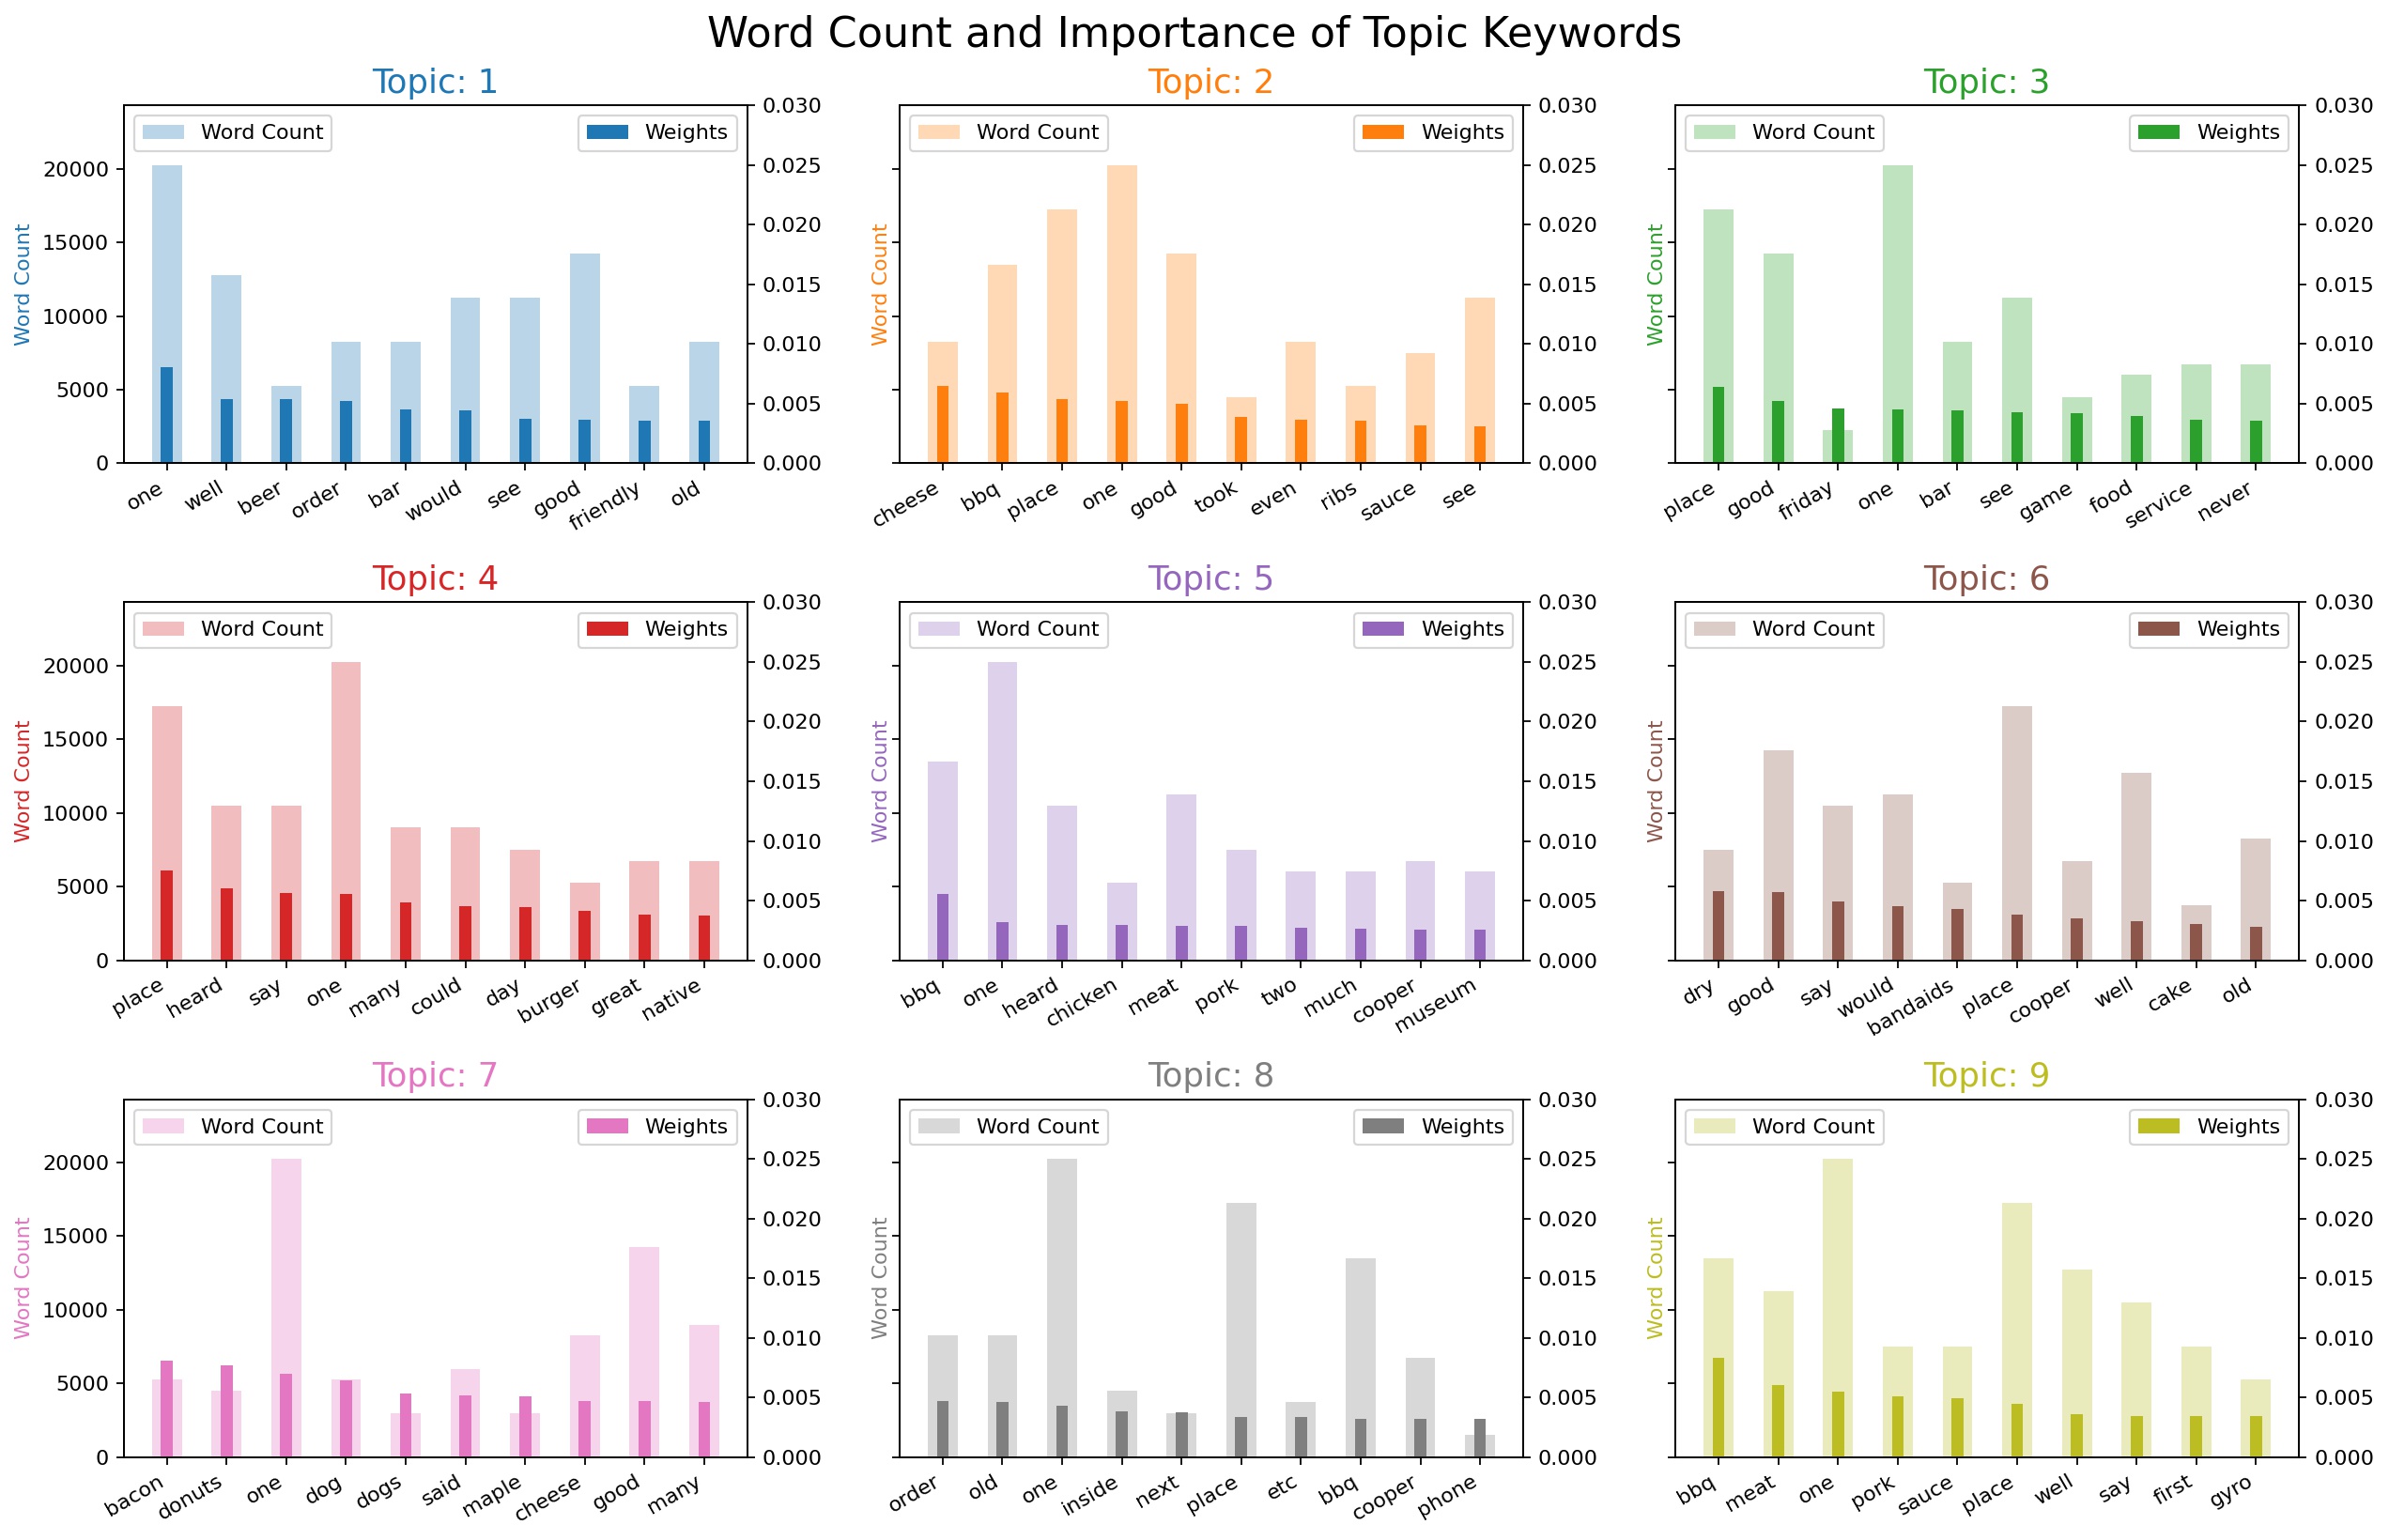 Word Count and Importance of Topic Keywords
Topic: 1
Word Count
Weights
Word Count
20000
15000
10000
5000
0
0.030
0.025
0.020
0.015
0.010
0.005
0.000
one well beer order bar would see good friendly old
Topic: 2
Word Count
Weights
Word Count
0.030
0.025
0.020
0.015
0.010
0.005
0.000
cheese bbq place one good took even ribs sauce see
Topic: 3
Word Count
Weights
Word Count
0.030
0.025
0.020
0.015
0.010
0.005
0.000
place good friday one bar see game food service never
Topic: 4
Word Count
Weights
Word Count
20000
15000
10000
5000
0
0.030
0.025
0.020
0.015
0.010
0.005
0.000
place heard say one many could day burger great native
Topic: 5
Word Count
Weights
Word Count
0.030
0.025
0.020
0.015
0.010
0.005
0.000
bbq one heard chicken meat pork two much cooper museum
Topic: 6
Word Count
Weights
Word Count
0.030
0.025
0.020
0.015
0.010
0.005
0.000
dry good say would bandaids place cooper well cake old
Topic: 7
Word Count
Weights
Word Count
20000
15000
10000
5000
0
0.030
0.025
0.020
0.015
0.010
0.005
0.000
bacon donuts one dog dogs said maple cheese good many
Topic: 8
Word Count
Weights
Word Count
0.030
0.025
0.020
0.015
0.010
0.005
0.000
order old one inside next place etc bbq cooper phone
Topic: 9
Word Count
Weights
Word Count
0.030
0.025
0.020
0.015
0.010
0.005
0.000
bbq meat one pork sauce place well say first gyro